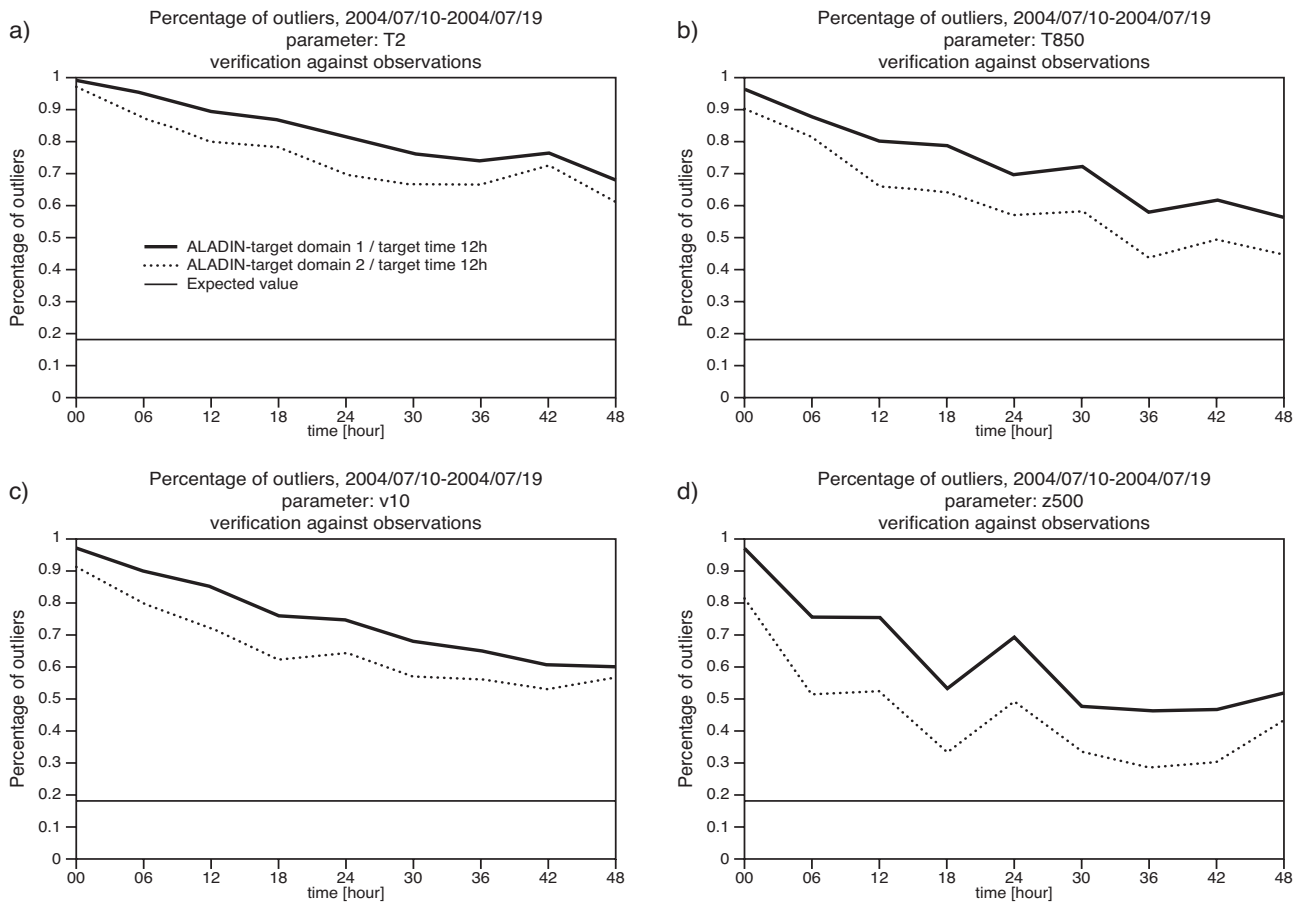 a)
Percentage of outliers, 2004/07/10-2004/07/19
parameter: T2
verification against observations
Percentage of outliers
1
0.9
0.8
0.7
0.6
0.5
0.4
0.3
0.2
0.1
0
ALADIN-target domain 1 / target time 12h
ALADIN-target domain 2 / target time 12h
Expected value
00 06 12 18 24 30 36 42 48
time [hour]
b)
Percentage of outliers, 2004/07/10-2004/07/19
parameter: T850
verification against observations
Percentage of outliers
1
0.9
0.8
0.7
0.6
0.5
0.4
0.3
0.2
0.1
0
00 06 12 18 24 30 36 42 48
time [hour]
c)
Percentage of outliers, 2004/07/10-2004/07/19
parameter: v10
verification against observations
Percentage of outliers
1
0.9
0.8
0.7
0.6
0.5
0.4
0.3
0.2
0.1
0
00 06 12 18 24 30 36 42 48
time [hour]
d)
Percentage of outliers, 2004/07/10-2004/07/19
parameter: z500
verification against observations
Percentage of outliers
1
0.9
0.8
0.7
0.6
0.5
0.4
0.3
0.2
0.1
0
00 06 12 18 24 30 36 42 48
time [hour]